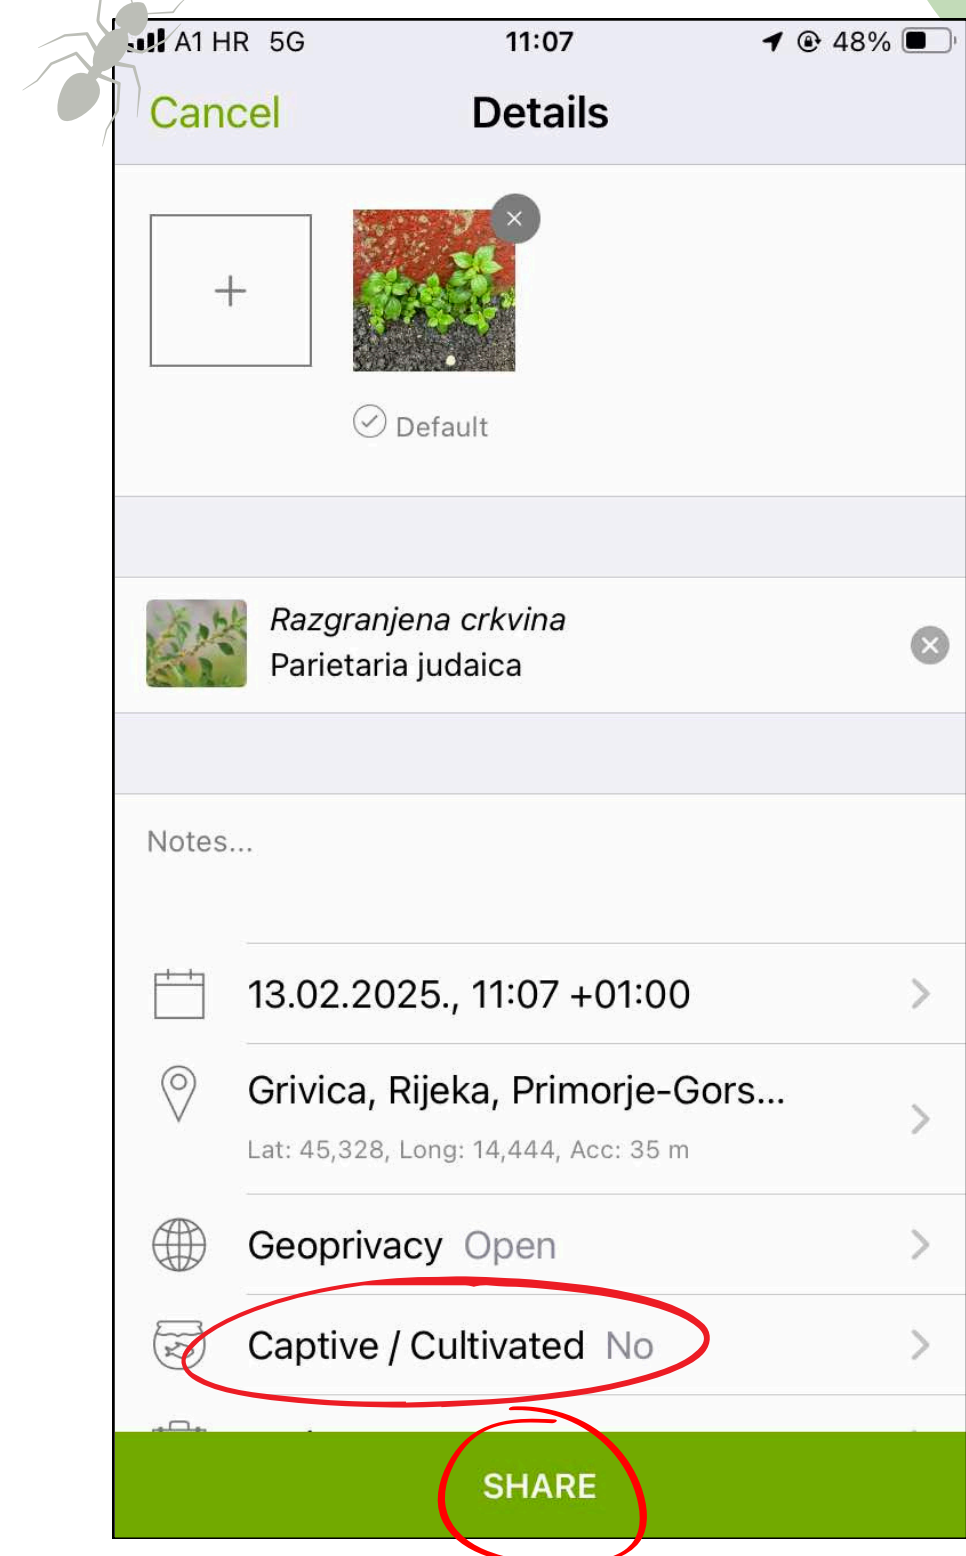 A1 HR 5G 11:07 48%
Cancel Details
Default
Razgranjena crkvina
Parietaria judaica
Notes...
13.02.2025., 11:07 +01:00
Grivica, Rijeka, Primorje-Gors...
Lat: 45,328, Long: 14,444, Acc: 35 m
Geoprivacy Open
Captive / Cultivated No
SHARE